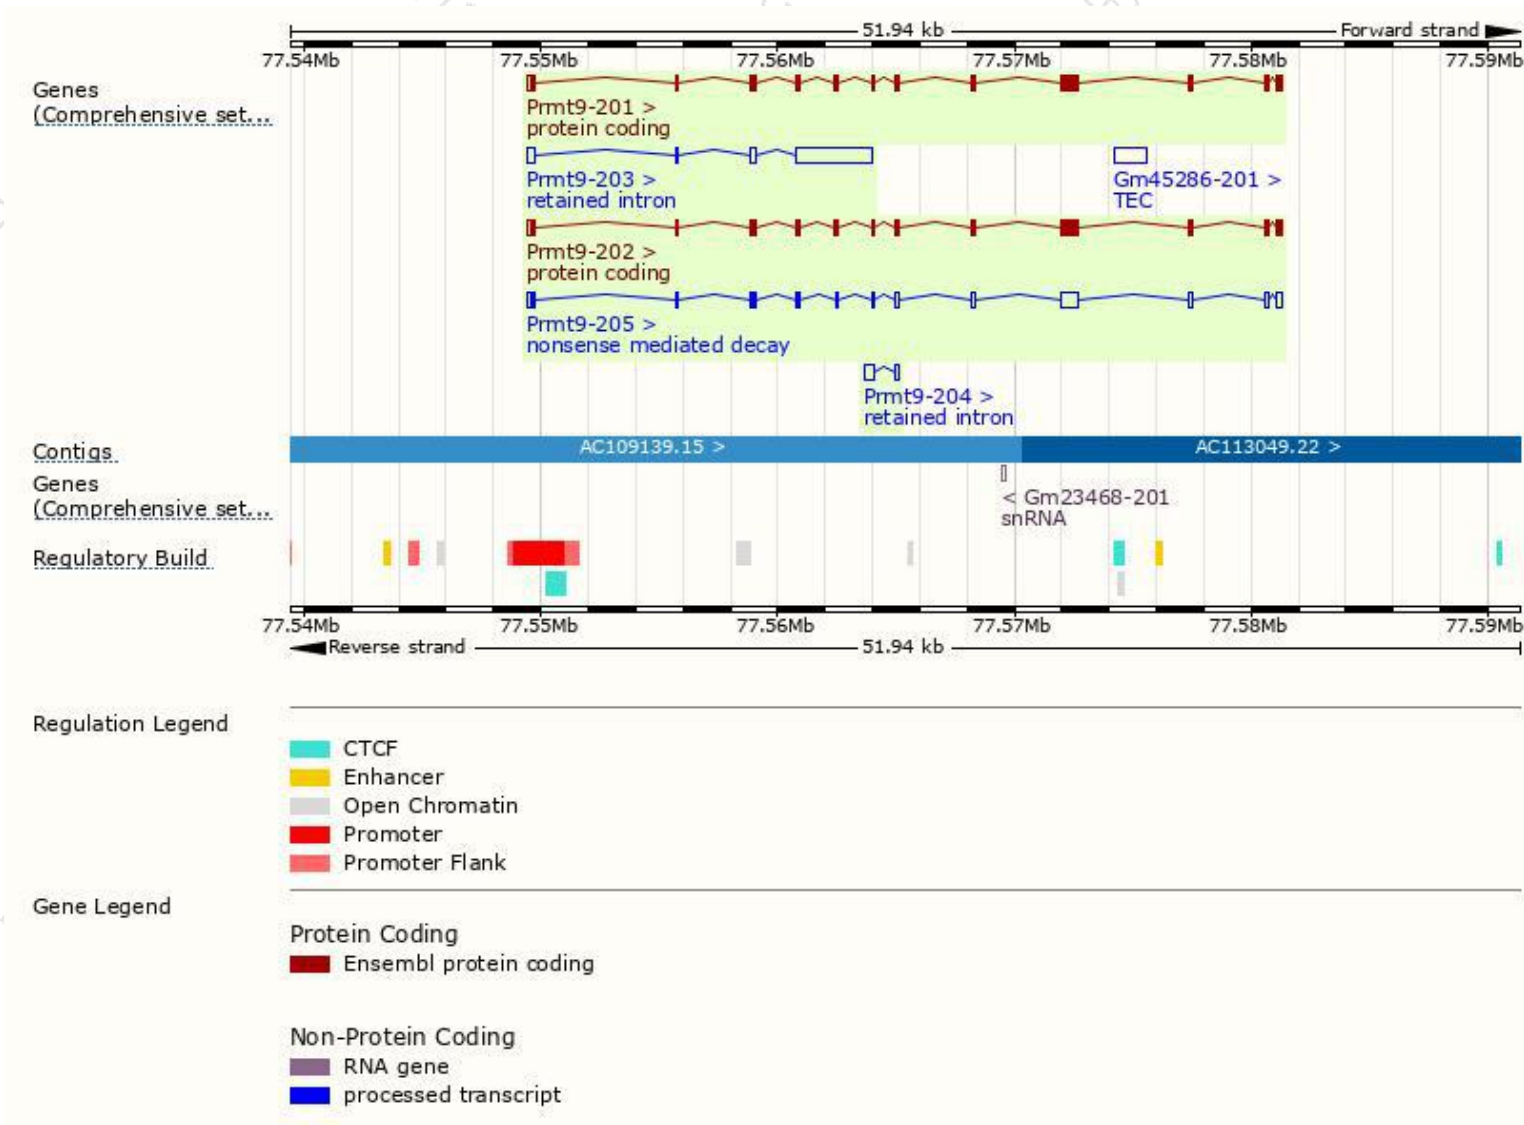 51.94 kb Forward strand
77.54Mb 77.55Mb 77.56Mb 77.57Mb 77.58Mb 77.59Mb
Genes
(Comprehensive set...
Prmt9-201 >
protein coding
Prmt9-203 > Gm45286-201 >
retained intron TEC
Prmt9-202 >
protein coding
Prmt9-205 >
nonsense mediated decay
Prmt9-204 >
retained intron
Contigs AC109139.15 > AC113049.22 >
Genes
(Comprehensive set...
< Gm23468-201
snRNA
Regulatory Build
77.54Mb 77.55Mb 77.56Mb 77.57Mb 77.58Mb 77.59Mb
Reverse strand 51.94 kb
Regulation Legend
CTCF
Enhancer
Open Chromatin
Promoter
Promoter Flank
Gene Legend
Protein Coding
Ensembl protein coding
Non-Protein Coding
RNA gene
processed transcript